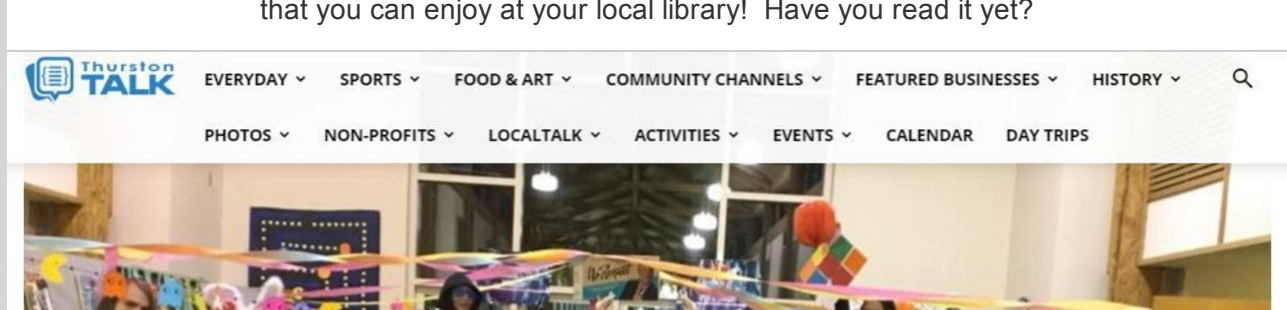 that you can enjoy at your local library! Have you read it yet?
Thurston
TALK
EVERYDAY SPORTS FOOD & ART COMMUNITY CHANNELS FEATURED BUSINESSES HISTORY
PHOTOS NON-PROFITS LOCALTALK ACTIVITIES EVENTS CALENDAR DAY TRIPS